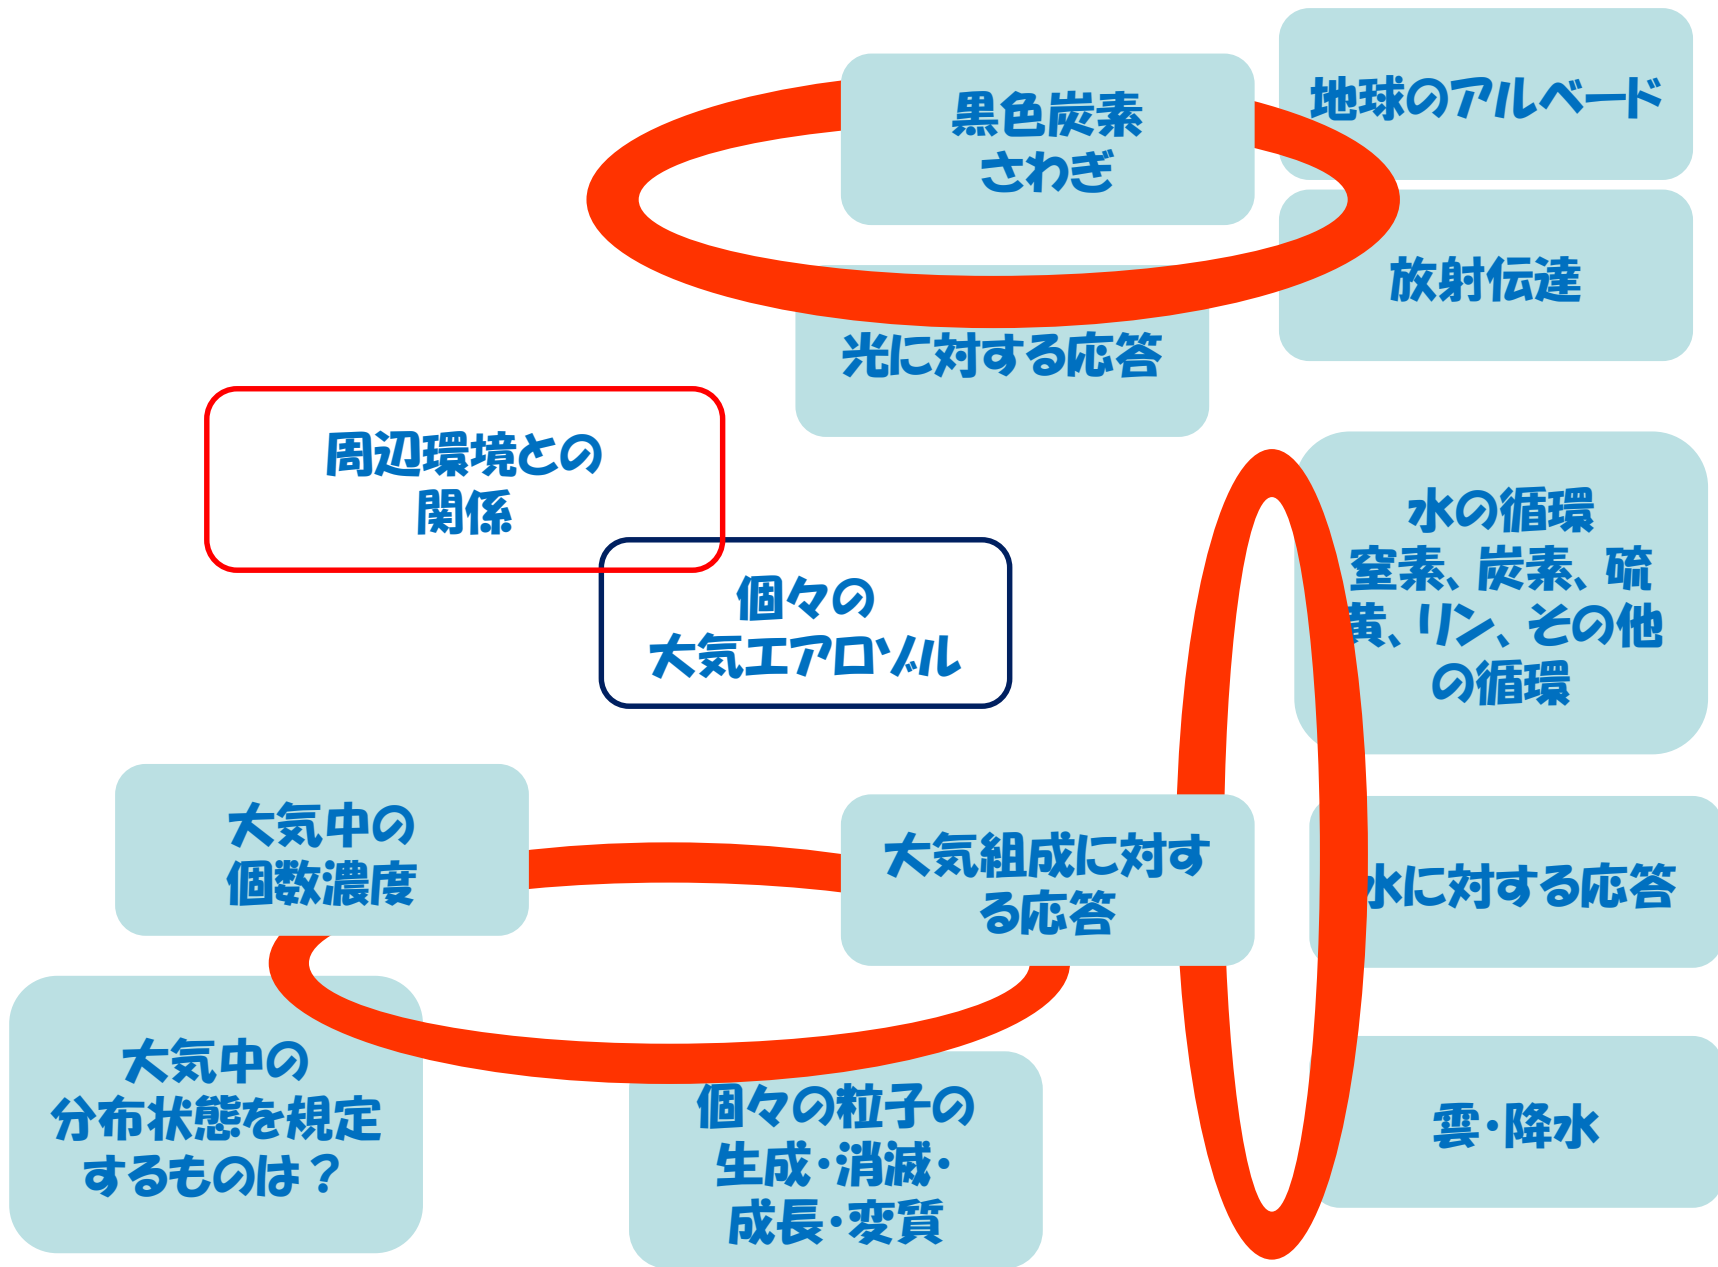 黒色炭素
さわぎ
地球のアルベード
放射伝達
光に対する応答
周辺環境との
関係
個々の
大気エアロゾル
水の循環
窒素、炭素、硫
黄、リン、その他
の循環
大気中の
個数濃度
大気組成に対す
る応答
水に対する応答
大気中の
分布状態を規定
するものは？
個々の粒子の
生成・消滅・
成長・変質
雲・降水